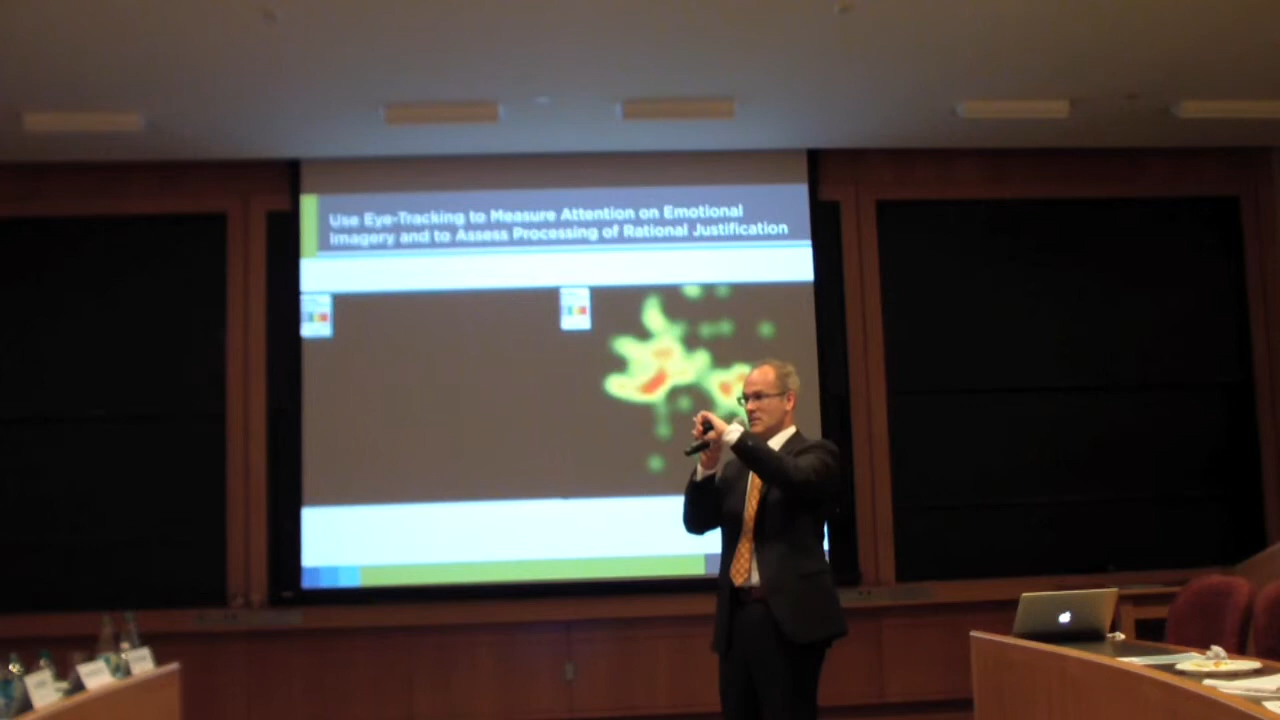 Use Eye-Tracking to Measure Attention on Emotional
Imagery and to Assess Processing of Rational Justification